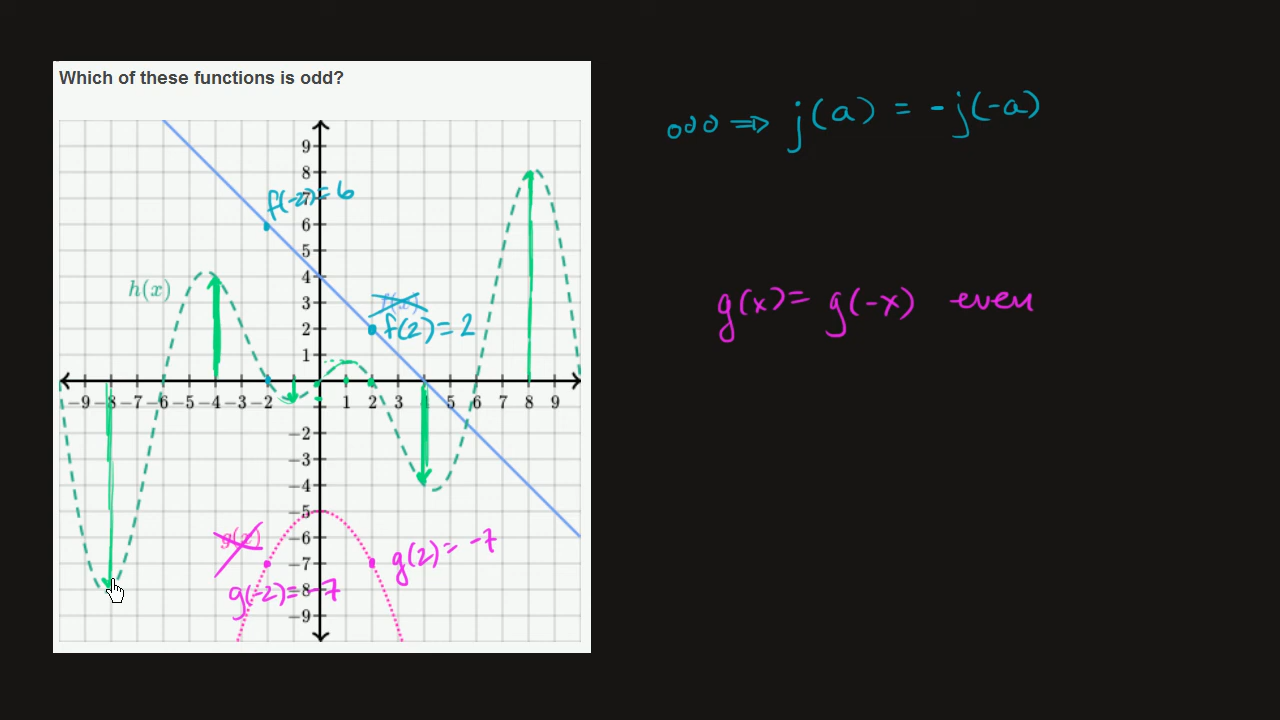 Which of these functions is odd?
odd ⇒ j(a) = -j(-a)
9
8
7
6
5
4
3
2
1
f(-2)=6
h(x)
f(2)=2
g(x)= g(-x) even
-9 -8 -7 -6 -5 -4 -3 -2 1 2 3 4 5 6 7 8 9
-2
-3
-4
-5
-6
-7
-8
-9
g(x)
g(2)=-7
g(-2)=-7